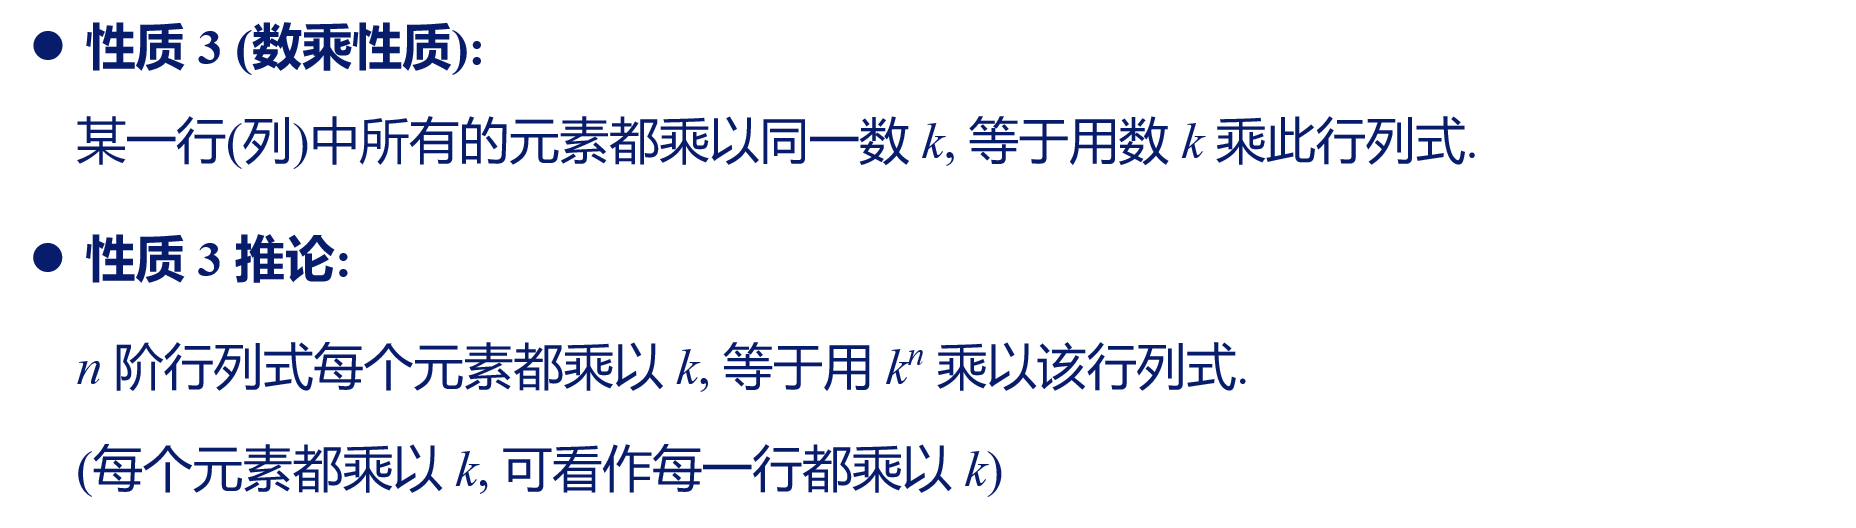 ● 性质 3 (数乘性质):
某一行(列)中所有的元素都乘以同一数 k, 等于用数 k 乘此行列式.
● 性质 3 推论:
n 阶行列式每个元素都乘以 k, 等于用 kⁿ 乘以该行列式.
(每个元素都乘以 k, 可看作每一行都乘以 k)